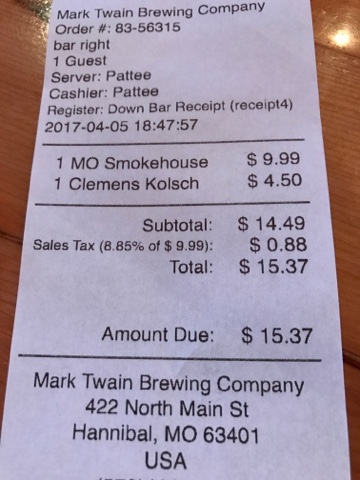 Mark Twain Brewing Company
Order #: 83-56315
bar right
1 Guest
Server: Pattee
Cashier: Pattee
Register: Down Bar Receipt (receipt4)
2017-04-05 18:47:57
1 MO Smokehouse $ 9.99
1 Clemens Kolsch $ 4.50
Subtotal: $ 14.49
Sales Tax (8.85% of $ 9.99): $ 0.88
Total: $ 15.37
Amount Due: $ 15.37
Mark Twain Brewing Company
422 North Main St
Hannibal, MO 63401
USA